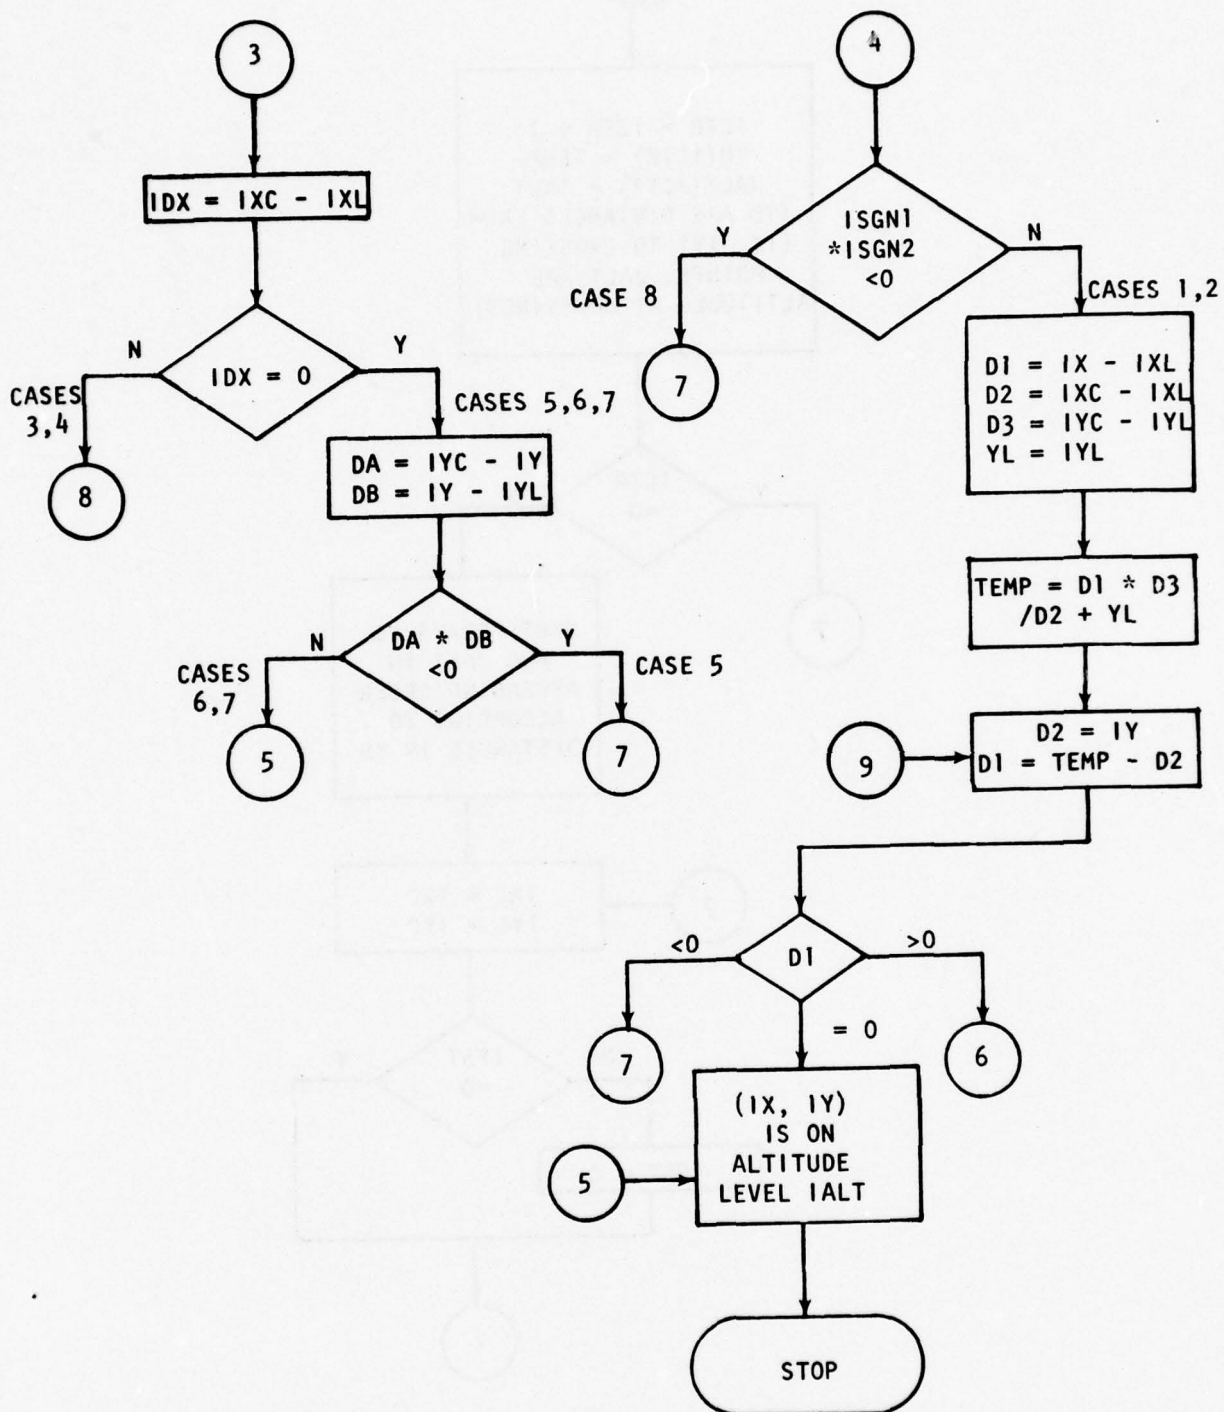 3
IDX = IXC - IXL
N
Y
IDX = 0
CASES
3,4
CASES 5,6,7
8
DA = IYC - IY
DB = IY - IYL
N
Y
DA * DB
<0
CASES
6,7
CASE 5
5
7
4
ISGN1
*ISGN2
<0
Y
N
CASE 8
CASES 1,2
7
D1 = IX - IXL
D2 = IXC - IXL
D3 = IYC - IYL
YL = IYL
TEMP = D1 * D3
/D2 + YL
9
D2 = IY
D1 = TEMP - D2
<0
D1
>0
= 0
7
6
(IX, IY)
IS ON
ALTITUDE
LEVEL IALT
5
STOP